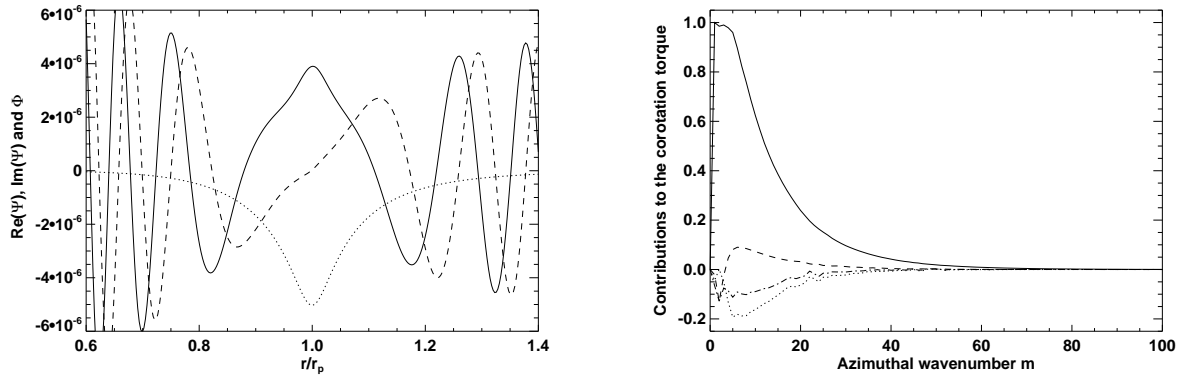 Re(Ψ), Im(Ψ) and Φ
6•10⁻⁶
4•10⁻⁶
2•10⁻⁶
0
-2•10⁻⁶
-4•10⁻⁶
-6•10⁻⁶
0.6 0.8 1.0 1.2 1.4
r/rₚ
Contributions to the corotation torque
1.0
0.8
0.6
0.4
0.2
0.0
-0.2
0 20 40 60 80 100
Azimuthal wavenumber m